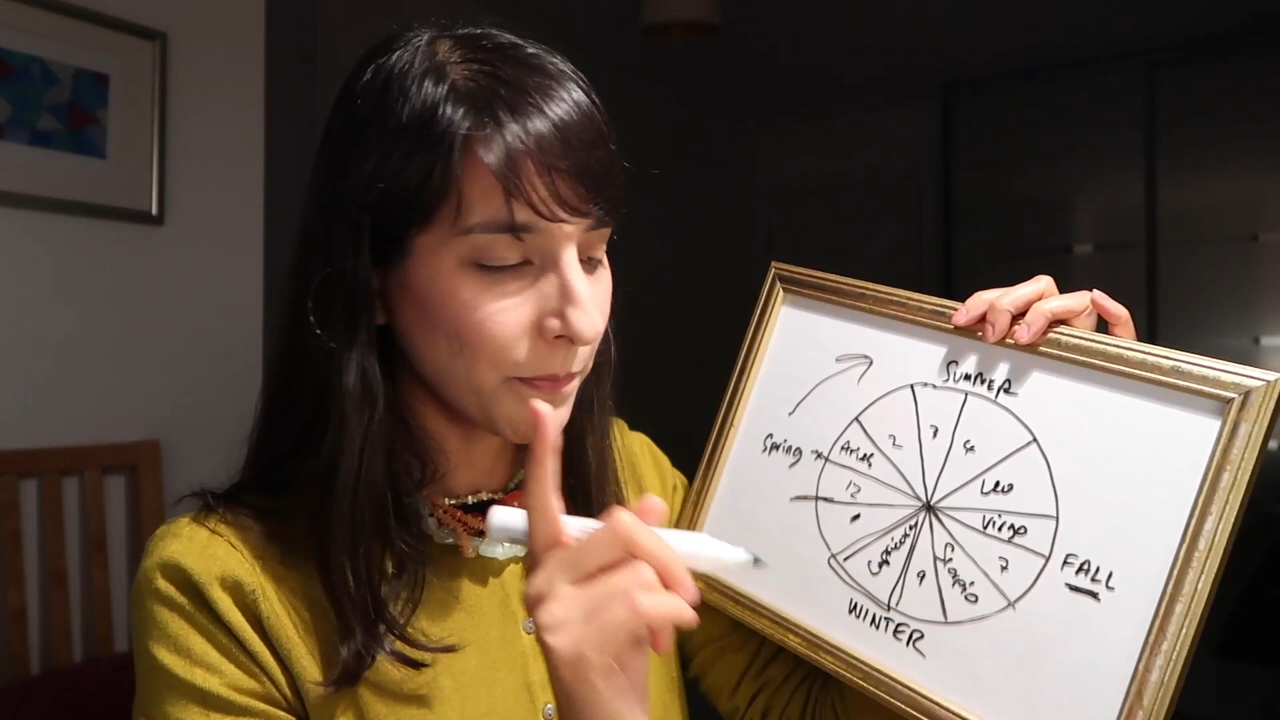 SUMMER
Spring
Aries
2
3
4
Leo
Virgo
7
Scorpio
9
Capricorn
12
FALL
WINTER